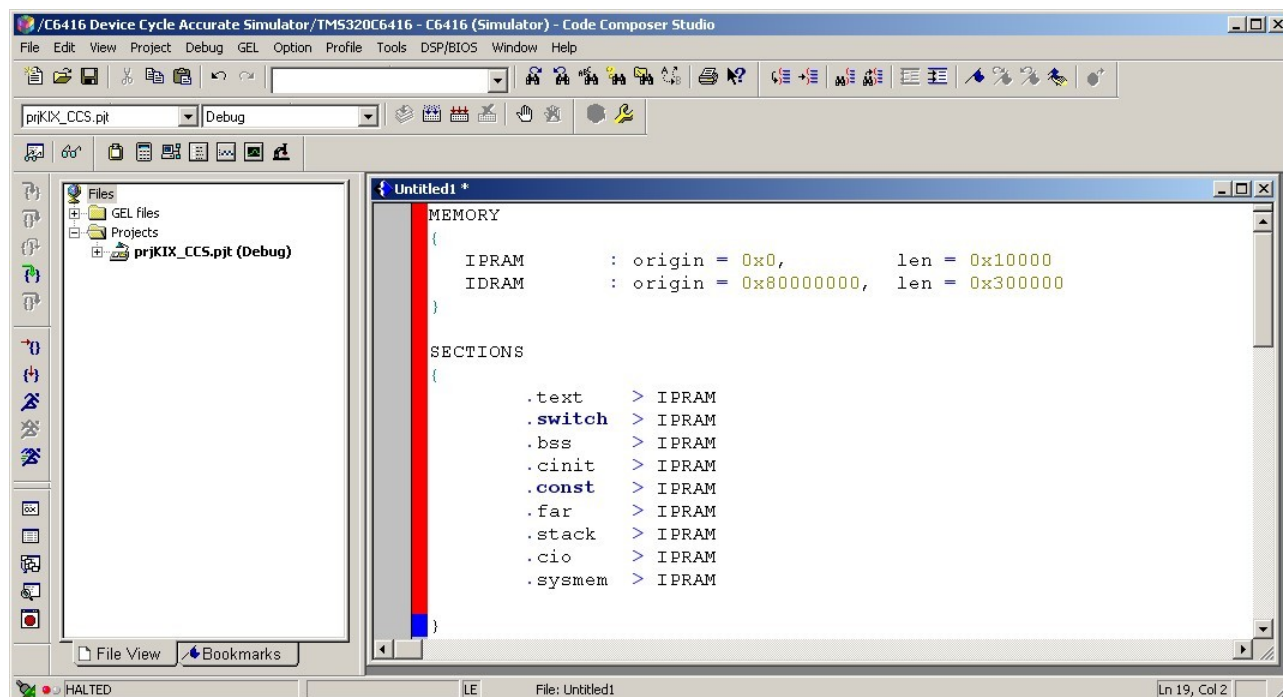 /C6416 Device Cycle Accurate Simulator/TMS320C6416 - C6416 (Simulator) - Code Composer Studio
File Edit View Project Debug GEL Option Profile Tools DSP/BIOS Window Help
prjKIX_CCS.pjt Debug
Files
GEL files
Projects
prjKIX_CCS.pjt (Debug)
File View Bookmarks
Untitled1 *
MEMORY
{
IPRAM : origin = 0x0, len = 0x10000
IDRAM : origin = 0x80000000, len = 0x300000
}
SECTIONS
{
.text > IPRAM
.switch > IPRAM
.bss > IPRAM
.cinit > IPRAM
.const > IPRAM
.far > IPRAM
.stack > IPRAM
.cio > IPRAM
.sysmem > IPRAM
}
HALTED LE File: Untitled1 Ln 19, Col 2